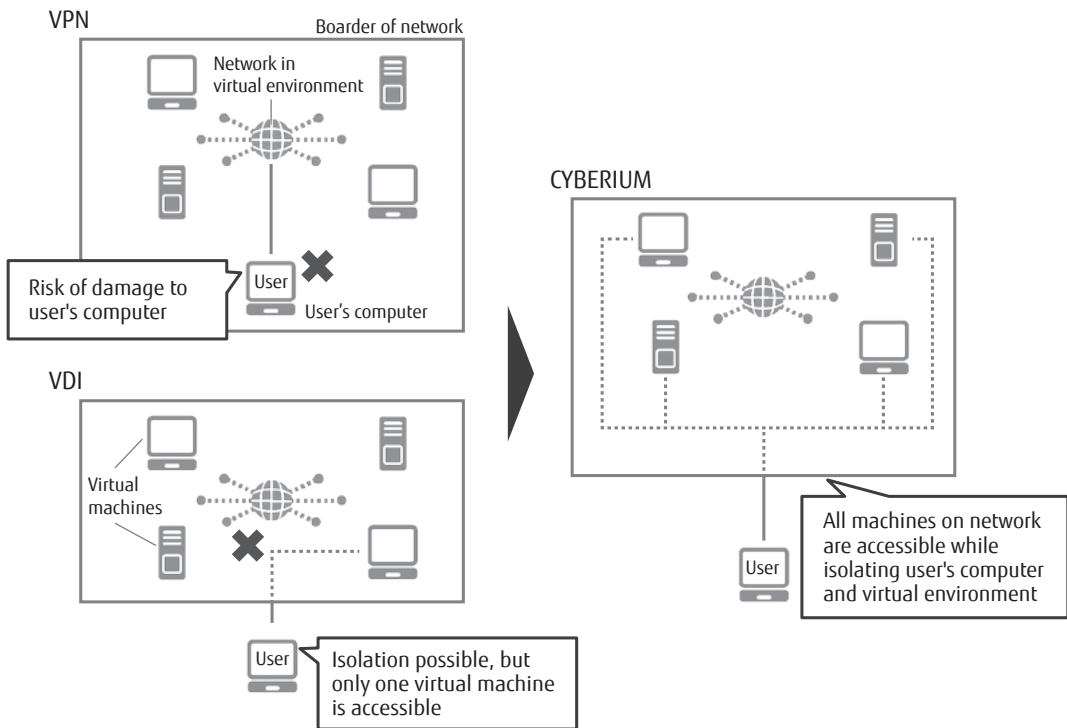 VPN
Boarder of network
Network in
virtual environment
Risk of damage to
user's computer
User
User's computer
VDI
Virtual
machines
User
Isolation possible, but
only one virtual machine
is accessible
CYBERIUM
User
All machines on network
are accessible while
isolating user's computer
and virtual environment